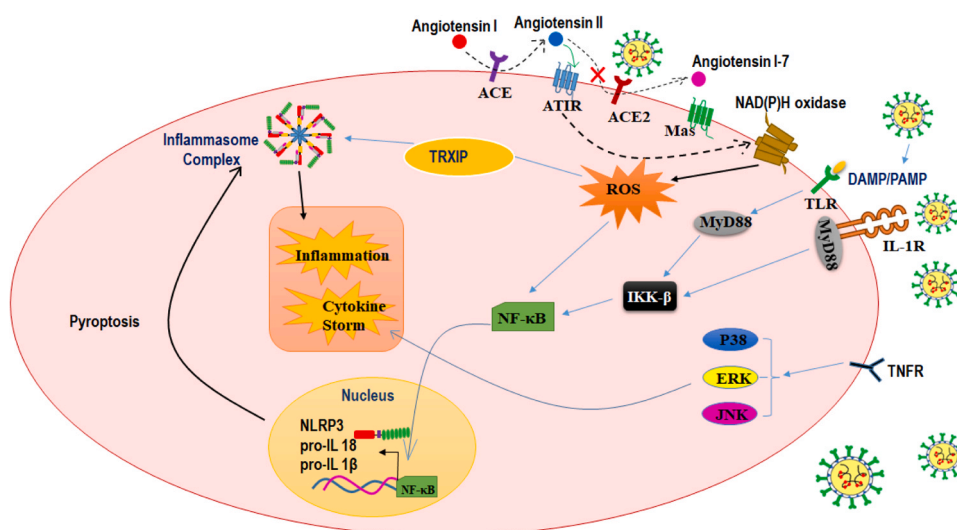 Angiotensin I
Angiotensin II
Angiotensin I-7
ACE
ATIR
ACE2
Mas
NAD(P)H oxidase
Inflammasome
Complex
TRXIP
ROS
DAMP/PAMP
TLR
MyD88
MyD88
IL-1R
Inflammation
Cytokine
Storm
IKK-β
NF-κB
Pyroptosis
P38
ERK
JNK
TNFR
Nucleus
NLRP3
pro-IL 18
pro-IL 1β
NF-κB